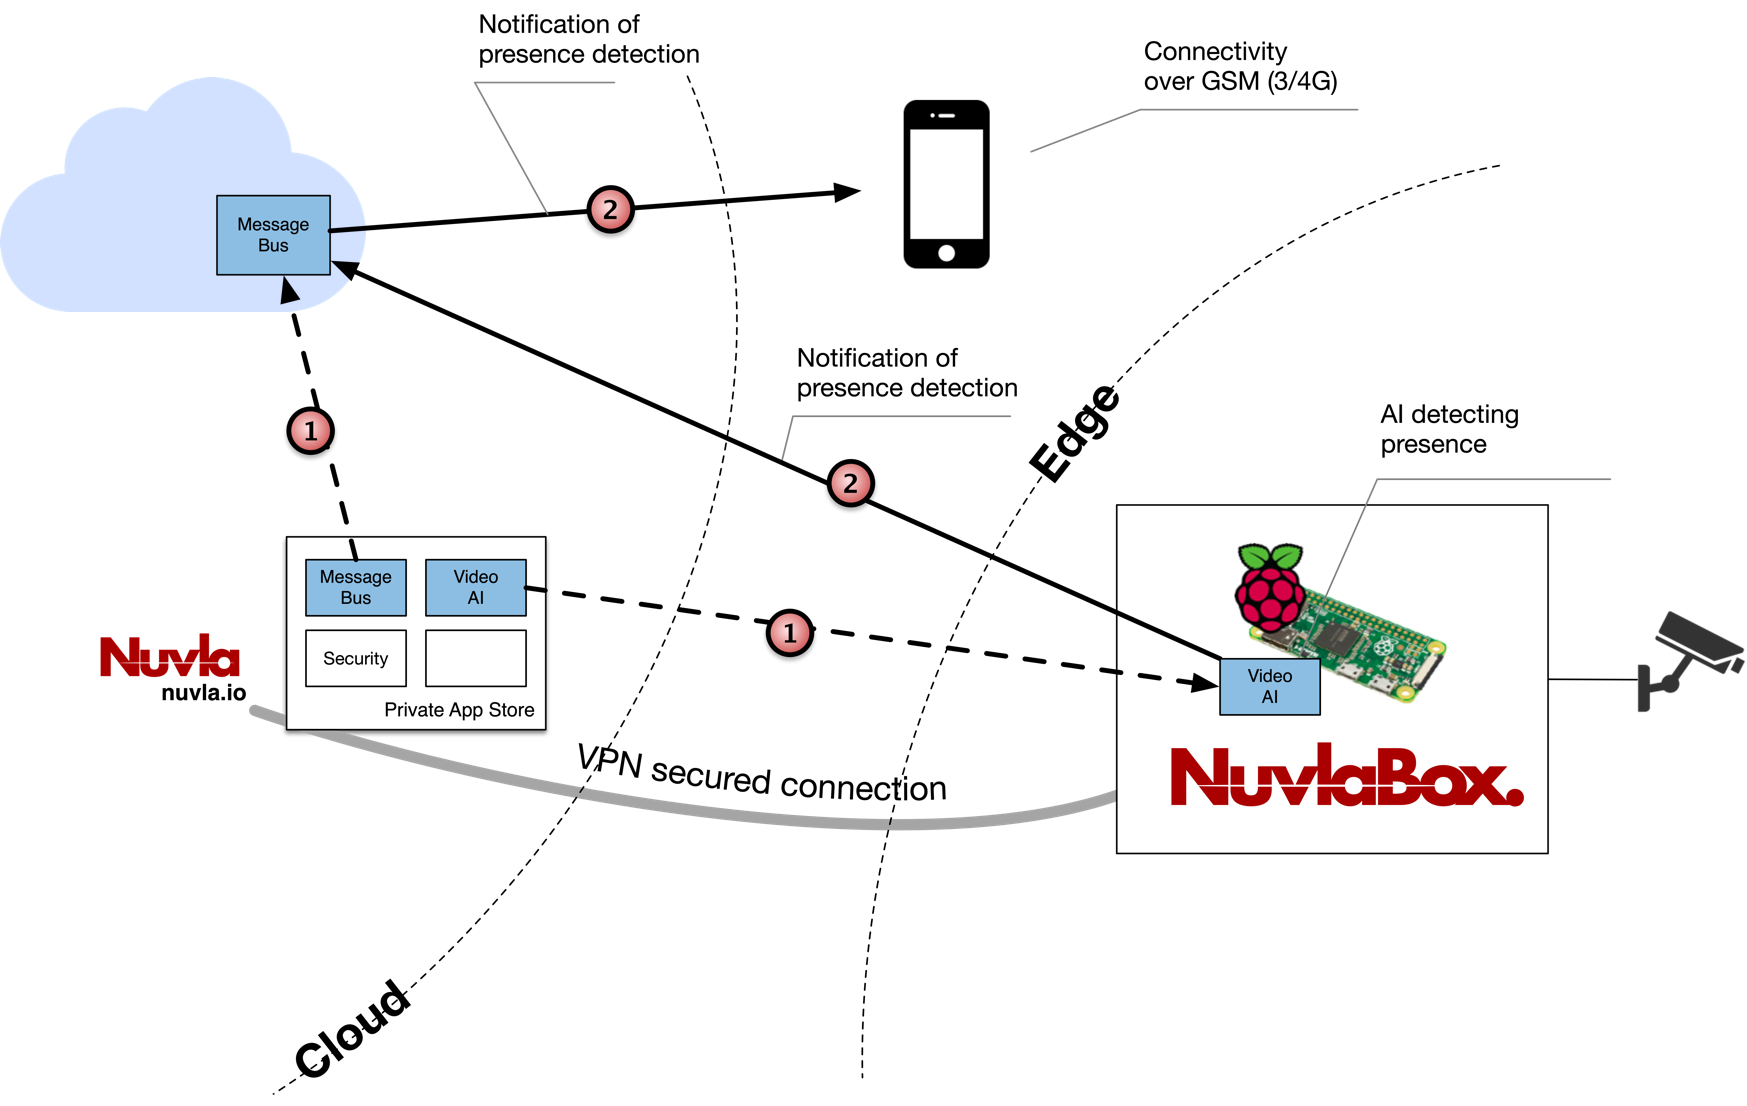 Notification of
presence detection
Connectivity
over GSM (3/4G)
2
Message
Bus
Notification of
presence detection
Edge
AI detecting
presence
1
2
Message
Bus
Video
AI
1
Security
Nuvla
nuvla.io
Private App Store
Video
AI
VPN secured connection
NuvlaBox.
Cloud